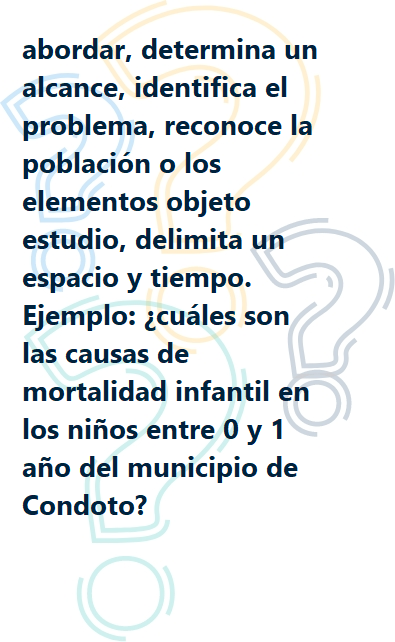 abordar, determina un
alcance, identifica el
problema, reconoce la
población o los
elementos objeto
estudio, delimita un
espacio y tiempo.
Ejemplo: ¿cuáles son
las causas de
mortalidad infantil en
los niños entre 0 y 1
año del municipio de
Condoto?